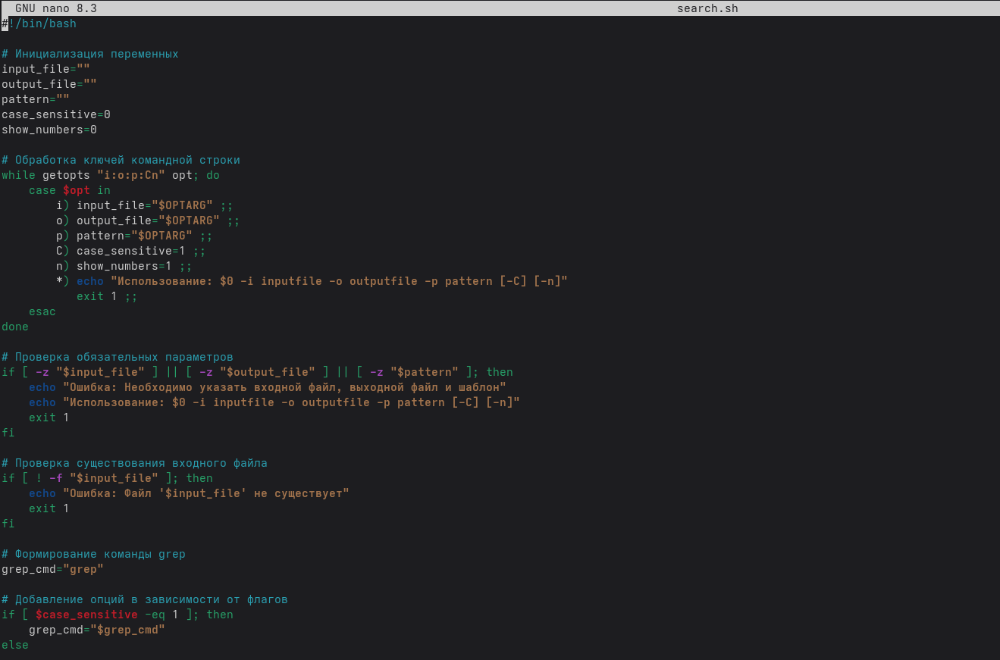 GNU nano 8.3 search.sh
#!/bin/bash
# Инициализация переменных
input_file=""
output_file=""
pattern=""
case_sensitive=0
show_numbers=0
# Обработка ключей командной строки
while getopts "i:o:p:Cn" opt; do
    case $opt in
        i) input_file="$OPTARG" ;;
        o) output_file="$OPTARG" ;;
        p) pattern="$OPTARG" ;;
        C) case_sensitive=1 ;;
        n) show_numbers=1 ;;
        *) echo "Использование: $0 -i inputfile -o outputfile -p pattern [-C] [-n]"
           exit 1 ;;
    esac
done
# Проверка обязательных параметров
if [ -z "$input_file" ] || [ -z "$output_file" ] || [ -z "$pattern" ]; then
    echo "Ошибка: Необходимо указать входной файл, выходной файл и шаблон"
    echo "Использование: $0 -i inputfile -o outputfile -p pattern [-C] [-n]"
    exit 1
fi
# Проверка существования входного файла
if [ ! -f "$input_file" ]; then
    echo "Ошибка: Файл '$input_file' не существует"
    exit 1
fi
# Формирование команды grep
grep_cmd="grep"
# Добавление опций в зависимости от флагов
if [ $case_sensitive -eq 1 ]; then
    grep_cmd="$grep_cmd"
else